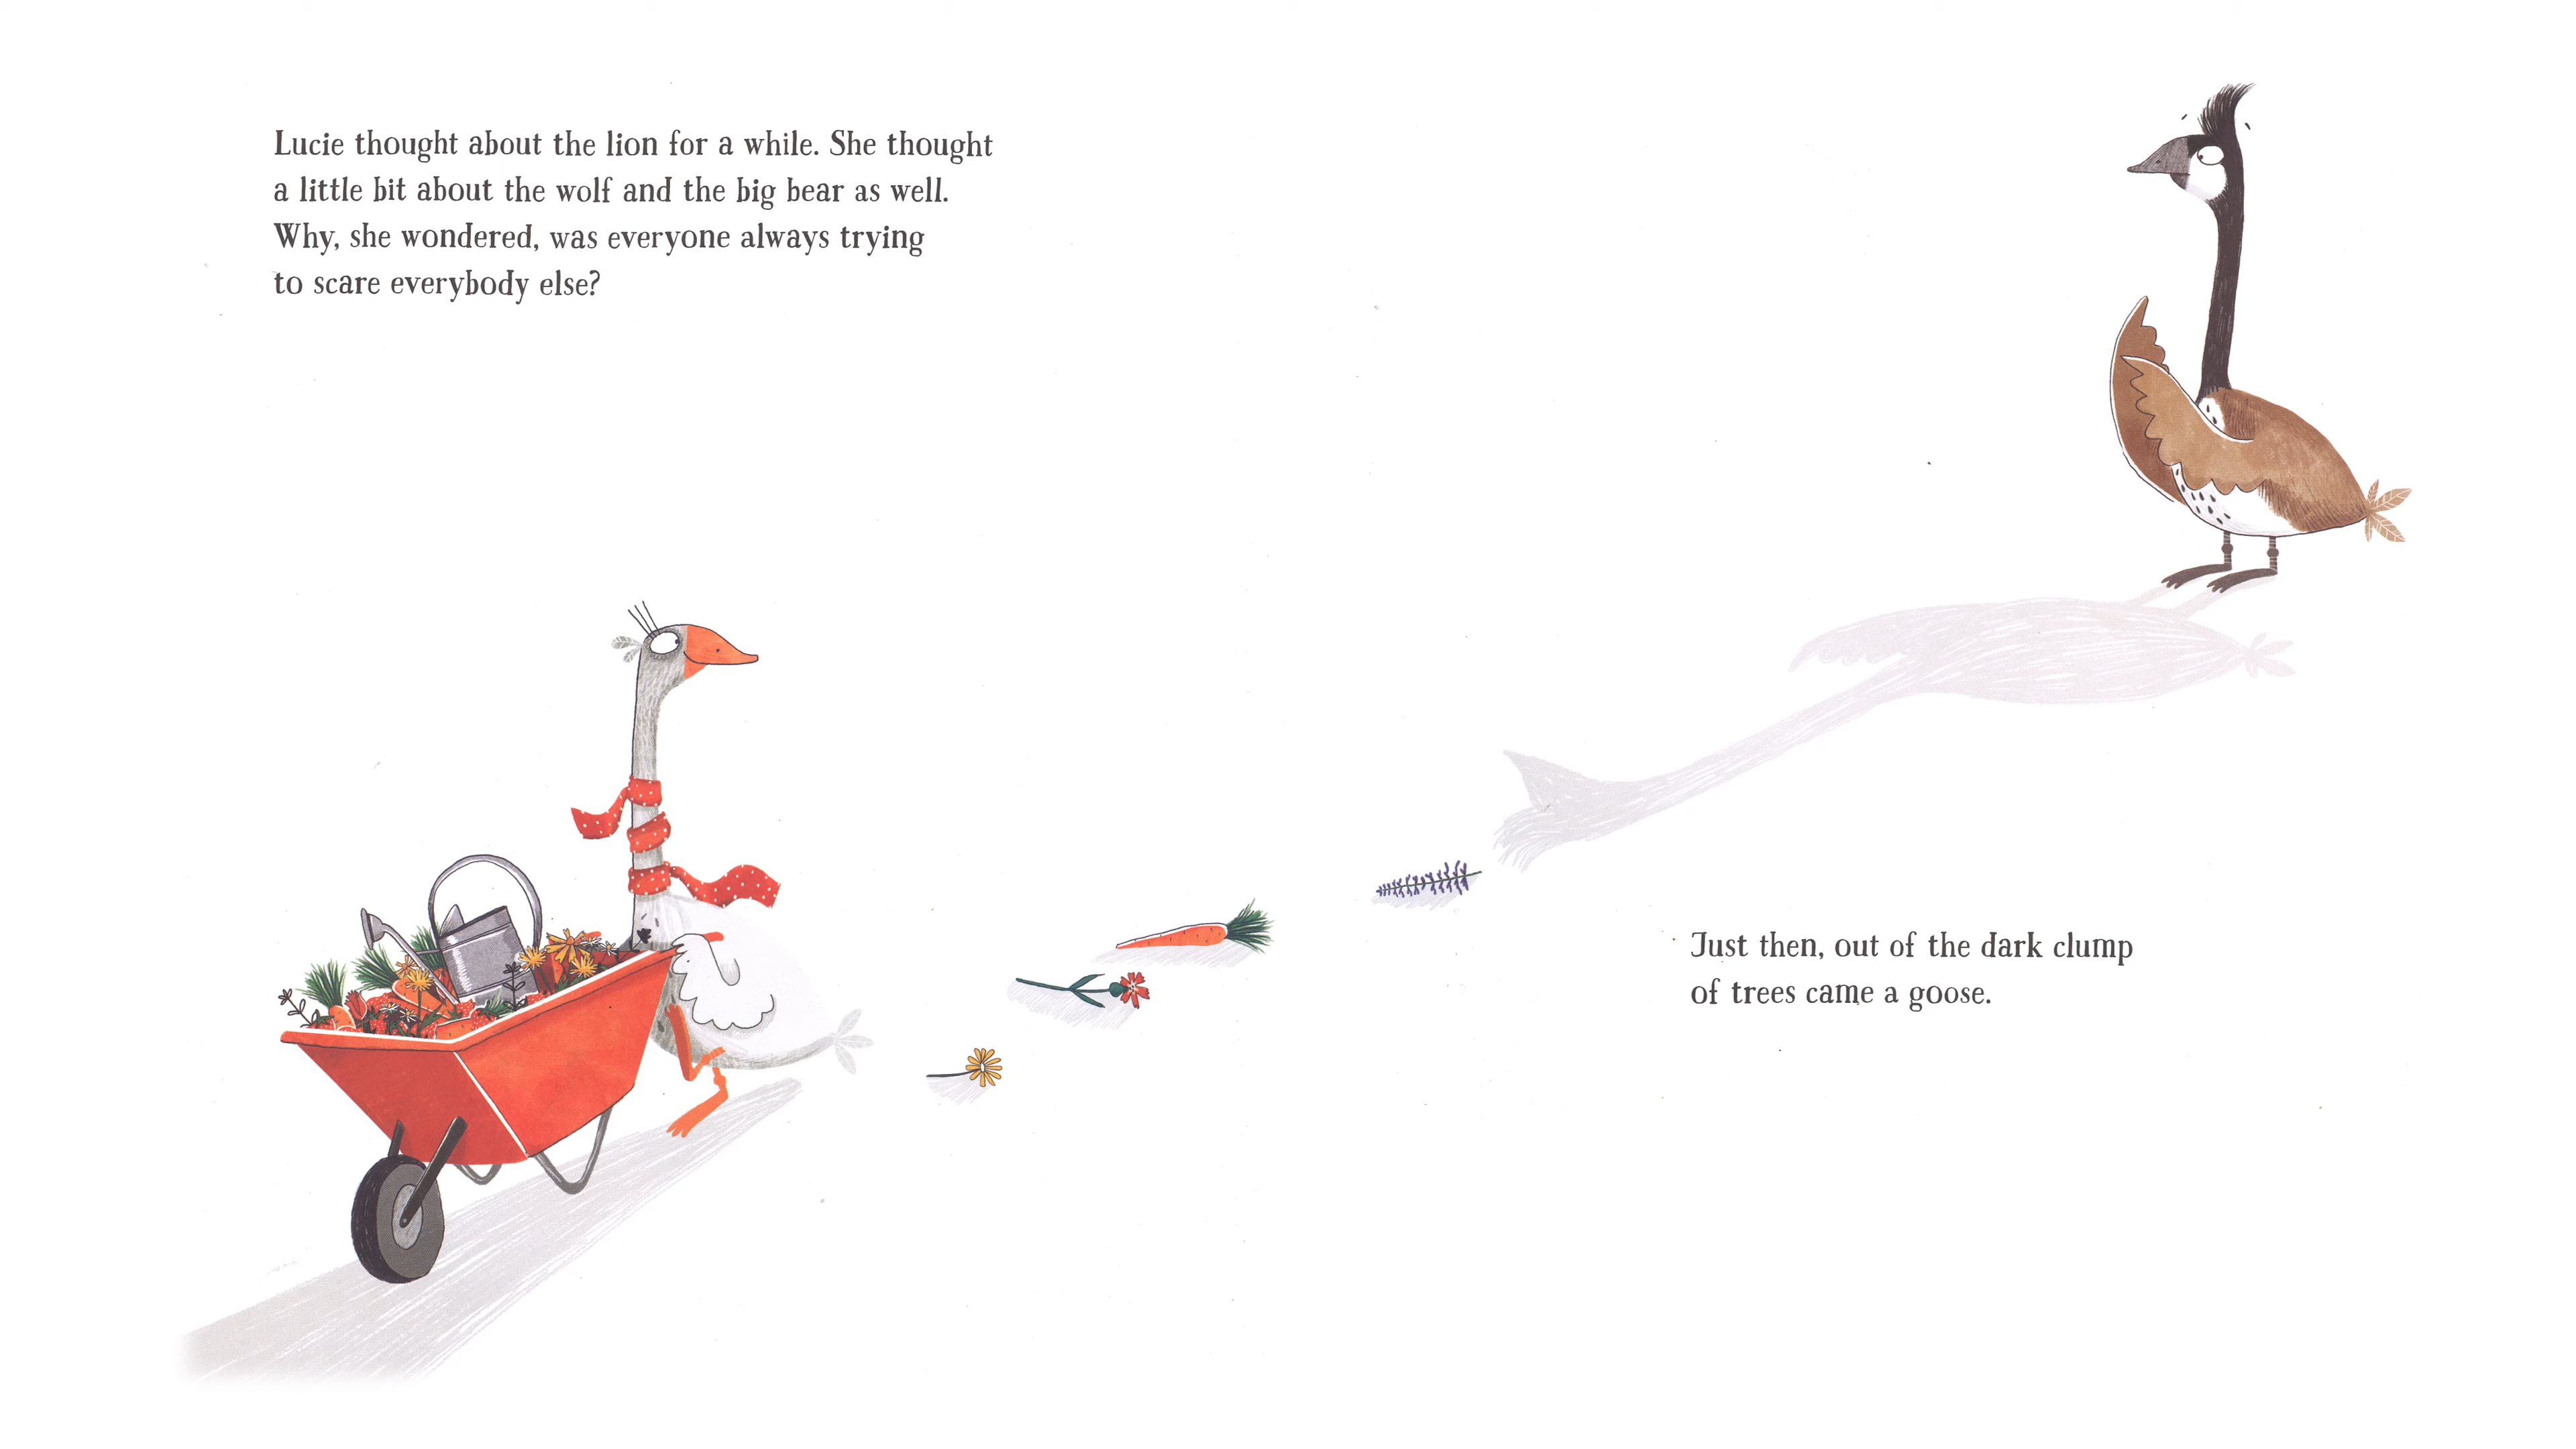 Lucie thought about the lion for a while. She thought
a little bit about the wolf and the big bear as well.
Why, she wondered, was everyone always trying
to scare everybody else?
Just then, out of the dark clump
of trees came a goose.